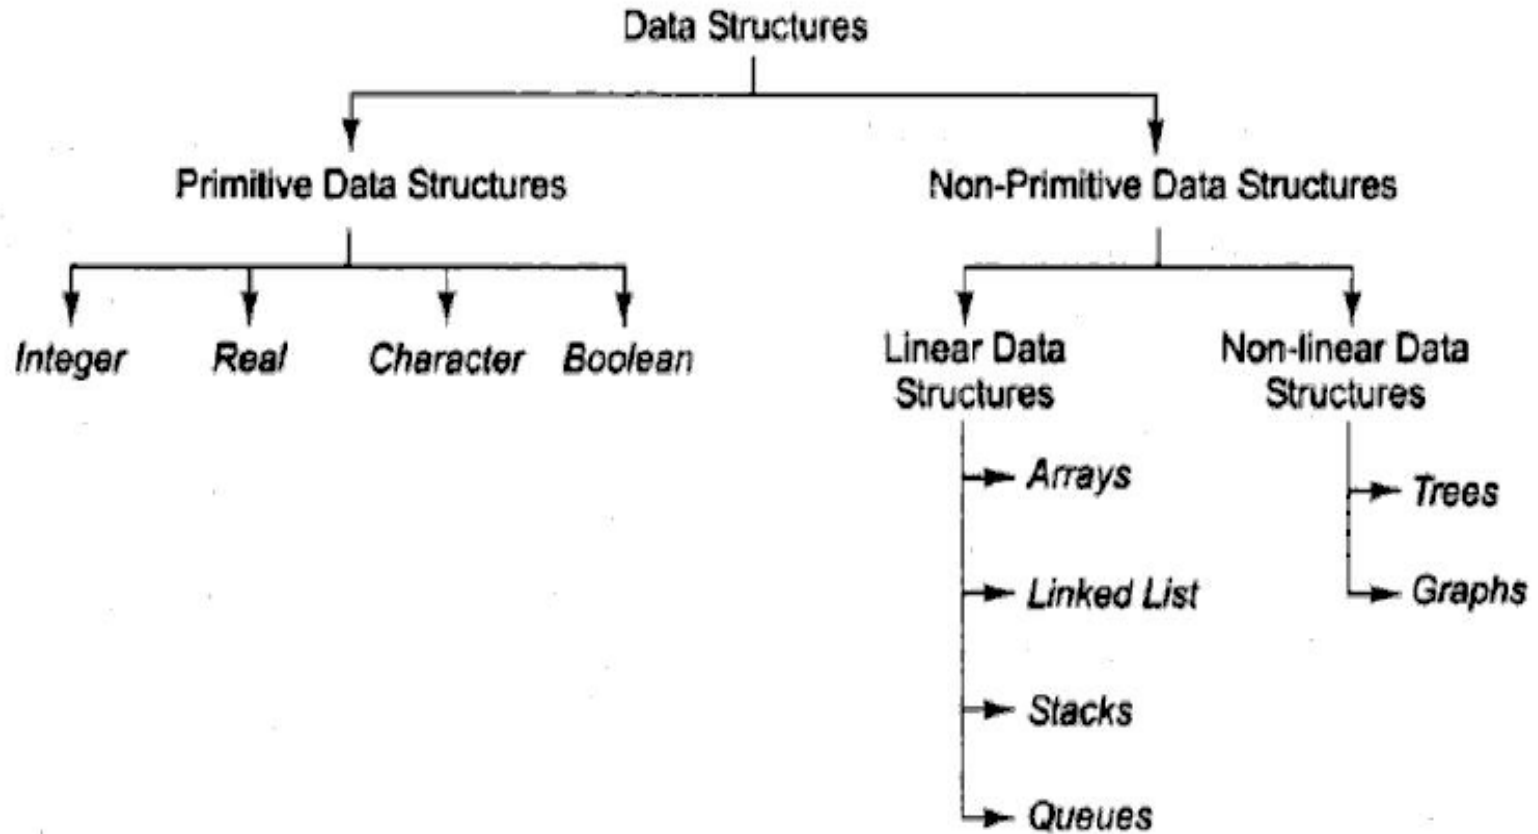 Data Structures
Primitive Data Structures
Non-Primitive Data Structures
Integer
Real
Character
Boolean
Linear Data
Structures
Non-linear Data
Structures
Arrays
Linked List
Stacks
Queues
Trees
Graphs